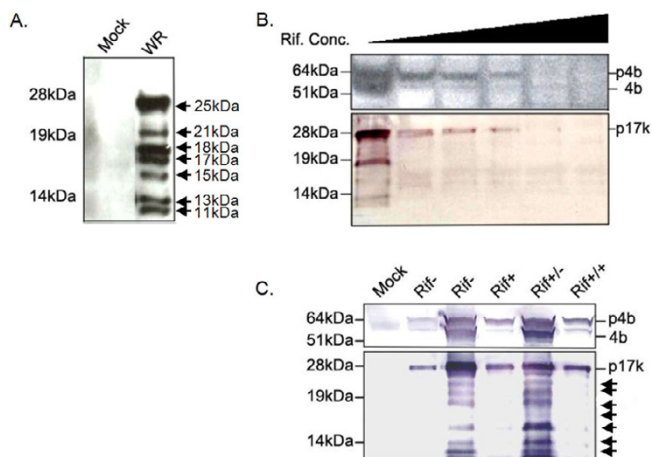 A.
Mock WR
28kDa
19kDa
14kDa
25kDa
21kDa
18kDa
17kDa
15kDa
13kDa
11kDa
B.
Rif. Conc.
64kDa
51kDa
p4b
4b
28kDa
19kDa
14kDa
p17k
C.
Mock Rif- Rif- Rif+ Rif+/- Rif+/+
64kDa
51kDa
p4b
4b
28kDa
19kDa
14kDa
p17k